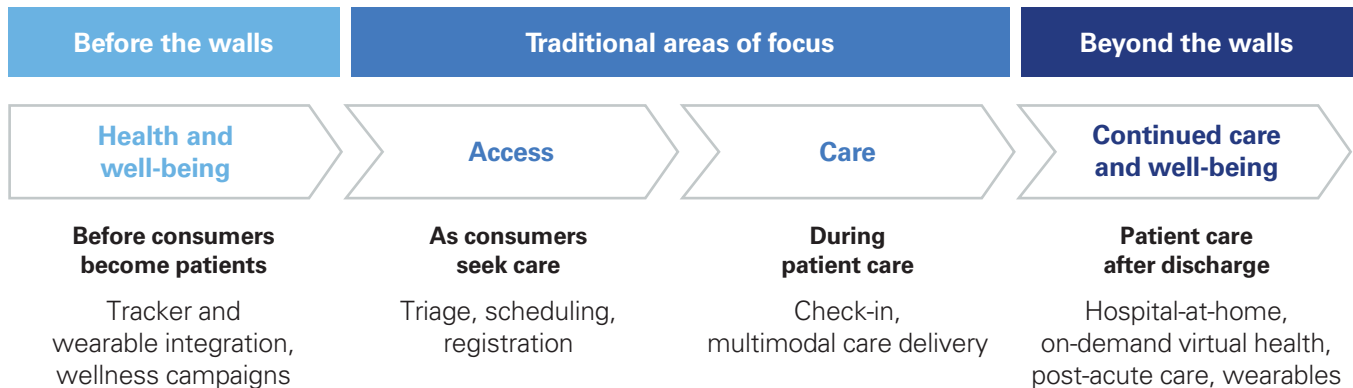 Before the walls
Traditional areas of focus
Beyond the walls
Health and
well-being
Access
Care
Continued care
and well-being
Before consumers
become patients
Tracker and
wearable integration,
wellness campaigns
As consumers
seek care
Triage, scheduling,
registration
During
patient care
Check-in,
multimodal care delivery
Patient care
after discharge
Hospital-at-home,
on-demand virtual health,
post-acute care, wearables